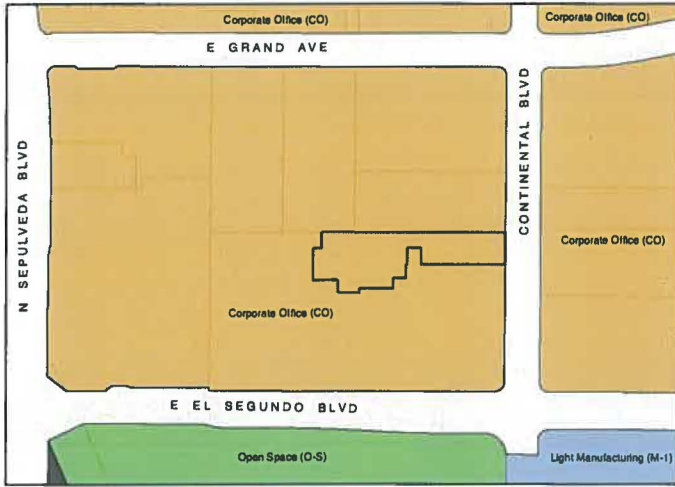 Corporate Office (CO)
Corporate Office (CO)
E GRAND AVE
N SEPULVEDA BLVD
CONTINENTAL BLVD
Corporate Office (CO)
Corporate Office (CO)
E EL SEGUNDO BLVD
Open Space (O-S)
Light Manufacturing (M-1)